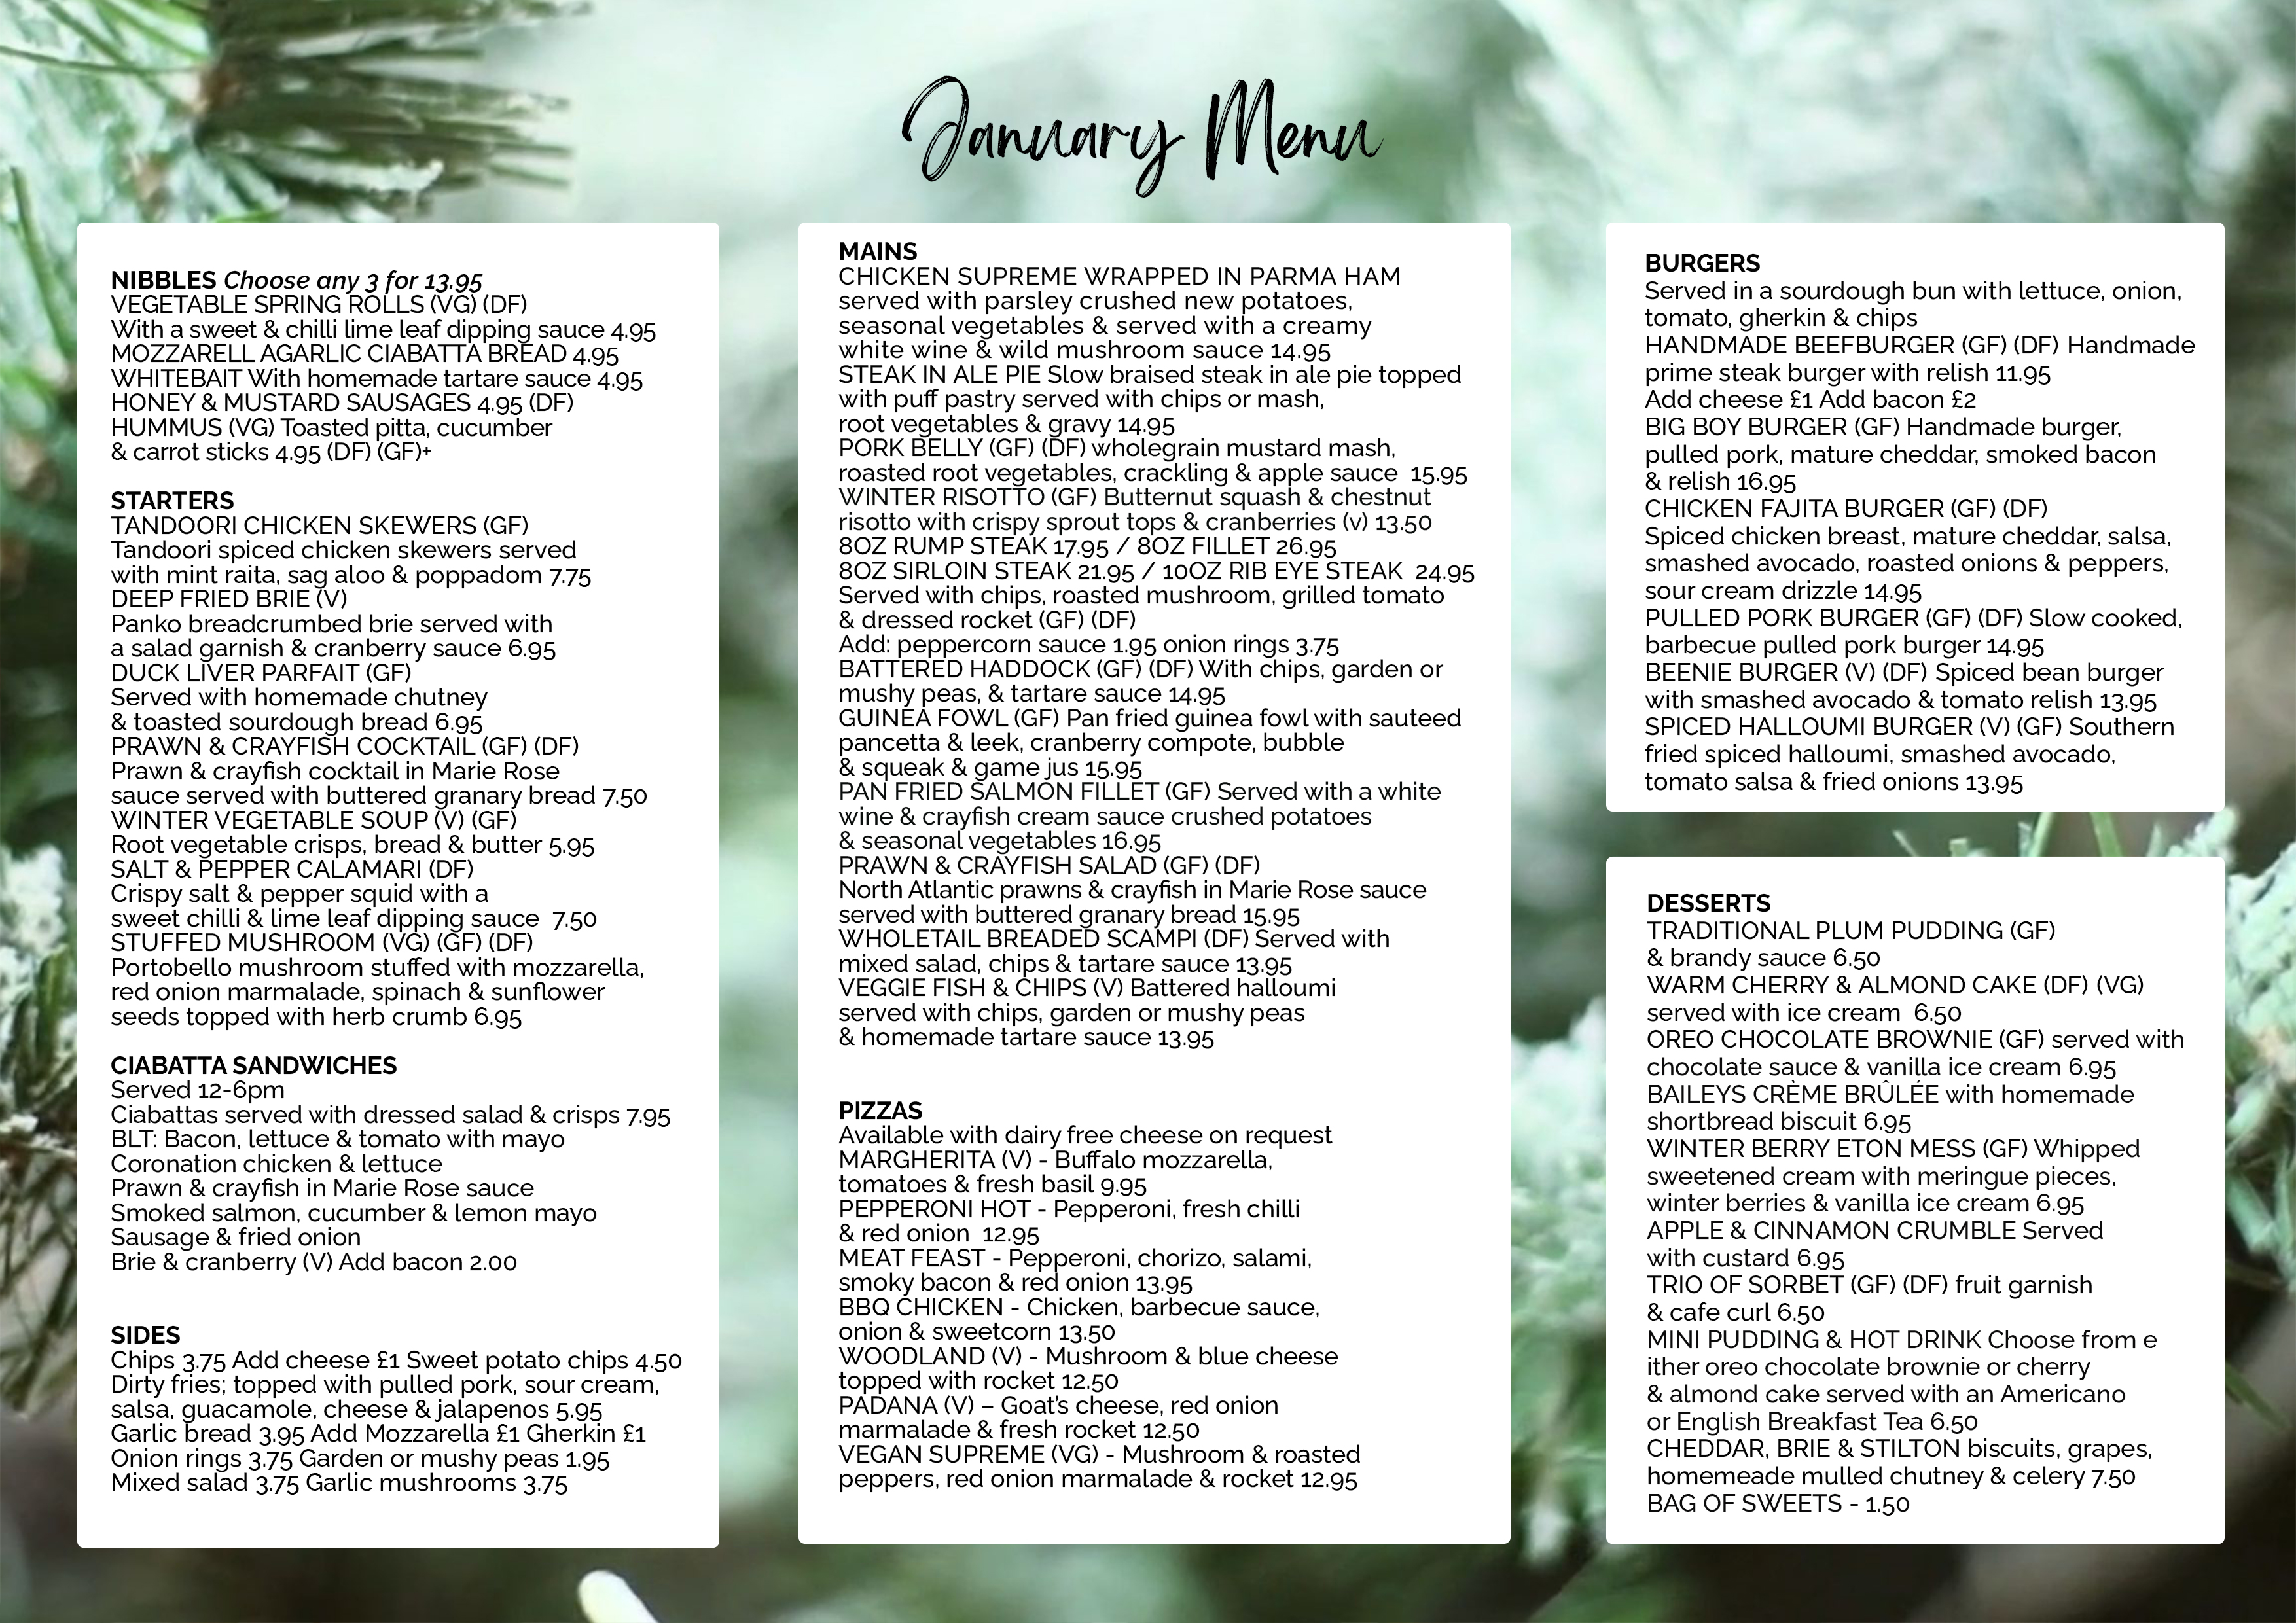 January Menu
NIBBLES Choose any 3 for 13.95
VEGETABLE SPRING ROLLS (VG) (DF)
With a sweet & chilli lime leaf dipping sauce 4.95
MOZZARELL AGARLIC CIABATTA BREAD 4.95
WHITEBAIT With homemade tartare sauce 4.95
HONEY & MUSTARD SAUSAGES 4.95 (DF)
HUMMUS (VG) Toasted pitta, cucumber
& carrot sticks 4.95 (DF) (GF)+
STARTERS
TANDOORI CHICKEN SKEWERS (GF)
Tandoori spiced chicken skewers served
with mint raita, sag aloo & poppadom 7.75
DEEP FRIED BRIE (V)
Panko breadcrumbed brie served with
a salad garnish & cranberry sauce 6.95
DUCK LIVER PARFAIT (GF)
Served with homemade chutney
& toasted sourdough bread 6.95
PRAWN & CRAYFISH COCKTAIL (GF) (DF)
Prawn & crayfish cocktail in Marie Rose
sauce served with buttered granary bread 7.50
WINTER VEGETABLE SOUP (V) (GF)
Root vegetable crisps, bread & butter 5.95
SALT & PEPPER CALAMARI (DF)
Crispy salt & pepper squid with a
sweet chilli & lime leaf dipping sauce 7.50
STUFFED MUSHROOM (VG) (GF) (DF)
Portobello mushroom stuffed with mozzarella,
red onion marmalade, spinach & sunflower
seeds topped with herb crumb 6.95
CIABATTA SANDWICHES
Served 12-6pm
Ciabattas served with dressed salad & crisps 7.95
BLT: Bacon, lettuce & tomato with mayo
Coronation chicken & lettuce
Prawn & crayfish in Marie Rose sauce
Smoked salmon, cucumber & lemon mayo
Sausage & fried onion
Brie & cranberry (V) Add bacon 2.00
SIDES
Chips 3.75 Add cheese £1 Sweet potato chips 4.50
Dirty fries; topped with pulled pork, sour cream,
salsa, guacamole, cheese & jalapenos 5.95
Garlic bread 3.95 Add Mozzarella £1 Gherkin £1
Onion rings 3.75 Garden or mushy peas 1.95
Mixed salad 3.75 Garlic mushrooms 3.75
MAINS
CHICKEN SUPREME WRAPPED IN PARMA HAM
served with parsley crushed new potatoes,
seasonal vegetables & served with a creamy
white wine & wild mushroom sauce 14.95
STEAK IN ALE PIE Slow braised steak in ale pie topped
with puff pastry served with chips or mash,
root vegetables & gravy 14.95
PORK BELLY (GF) (DF) wholegrain mustard mash,
roasted root vegetables, crackling & apple sauce 15.95
WINTER RISOTTO (GF) Butternut squash & chestnut
risotto with crispy sprout tops & cranberries (v) 13.50
8OZ RUMP STEAK 17.95 / 8OZ FILLET 26.95
8OZ SIRLOIN STEAK 21.95 / 10OZ RIB EYE STEAK 24.95
Served with chips, roasted mushroom, grilled tomato
& dressed rocket (GF) (DF)
Add: peppercorn sauce 1.95 onion rings 3.75
BATTERED HADDOCK (GF) (DF) With chips, garden or
mushy peas, & tartare sauce 14.95
GUINEA FOWL (GF) Pan fried guinea fowl with sauteed
pancetta & leek, cranberry compote, bubble
& squeak & game jus 15.95
PAN FRIED SALMON FILLET (GF) Served with a white
wine & crayfish cream sauce crushed potatoes
& seasonal vegetables 16.95
PRAWN & CRAYFISH SALAD (GF) (DF)
North Atlantic prawns & crayfish in Marie Rose sauce
served with buttered granary bread 15.95
WHOLETAIL BREADED SCAMPI (DF) Served with
mixed salad, chips & tartare sauce 13.95
VEGGIE FISH & CHIPS (V) Battered halloumi
served with chips, garden or mushy peas
& homemade tartare sauce 13.95
PIZZAS
Available with dairy free cheese on request
MARGHERITA (V) - Buffalo mozzarella,
tomatoes & fresh basil 9.95
PEPPERONI HOT - Pepperoni, fresh chilli
& red onion 12.95
MEAT FEAST - Pepperoni, chorizo, salami,
smoky bacon & red onion 13.95
BBQ CHICKEN - Chicken, barbecue sauce,
onion & sweetcorn 13.50
WOODLAND (V) - Mushroom & blue cheese
topped with rocket 12.50
PADANA (V) – Goat's cheese, red onion
marmalade & fresh rocket 12.50
VEGAN SUPREME (VG) - Mushroom & roasted
peppers, red onion marmalade & rocket 12.95
BURGERS
Served in a sourdough bun with lettuce, onion,
tomato, gherkin & chips
HANDMADE BEEFBURGER (GF) (DF) Handmade
prime steak burger with relish 11.95
Add cheese £1 Add bacon £2
BIG BOY BURGER (GF) Handmade burger,
pulled pork, mature cheddar, smoked bacon
& relish 16.95
CHICKEN FAJITA BURGER (GF) (DF)
Spiced chicken breast, mature cheddar, salsa,
smashed avocado, roasted onions & peppers,
sour cream drizzle 14.95
PULLED PORK BURGER (GF) (DF) Slow cooked,
barbecue pulled pork burger 14.95
BEENIE BURGER (V) (DF) Spiced bean burger
with smashed avocado & tomato relish 13.95
SPICED HALLOUMI BURGER (V) (GF) Southern
fried spiced halloumi, smashed avocado,
tomato salsa & fried onions 13.95
DESSERTS
TRADITIONAL PLUM PUDDING (GF)
& brandy sauce 6.50
WARM CHERRY & ALMOND CAKE (DF) (VG)
served with ice cream 6.50
OREO CHOCOLATE BROWNIE (GF) served with
chocolate sauce & vanilla ice cream 6.95
BAILEYS CRÈME BRÛLÉE with homemade
shortbread biscuit 6.95
WINTER BERRY ETON MESS (GF) Whipped
sweetened cream with meringue pieces,
winter berries & vanilla ice cream 6.95
APPLE & CINNAMON CRUMBLE Served
with custard 6.95
TRIO OF SORBET (GF) (DF) fruit garnish
& cafe curl 6.50
MINI PUDDING & HOT DRINK Choose from e
ither oreo chocolate brownie or cherry
& almond cake served with an Americano
or English Breakfast Tea 6.50
CHEDDAR, BRIE & STILTON biscuits, grapes,
homemeade mulled chutney & celery 7.50
BAG OF SWEETS - 1.50